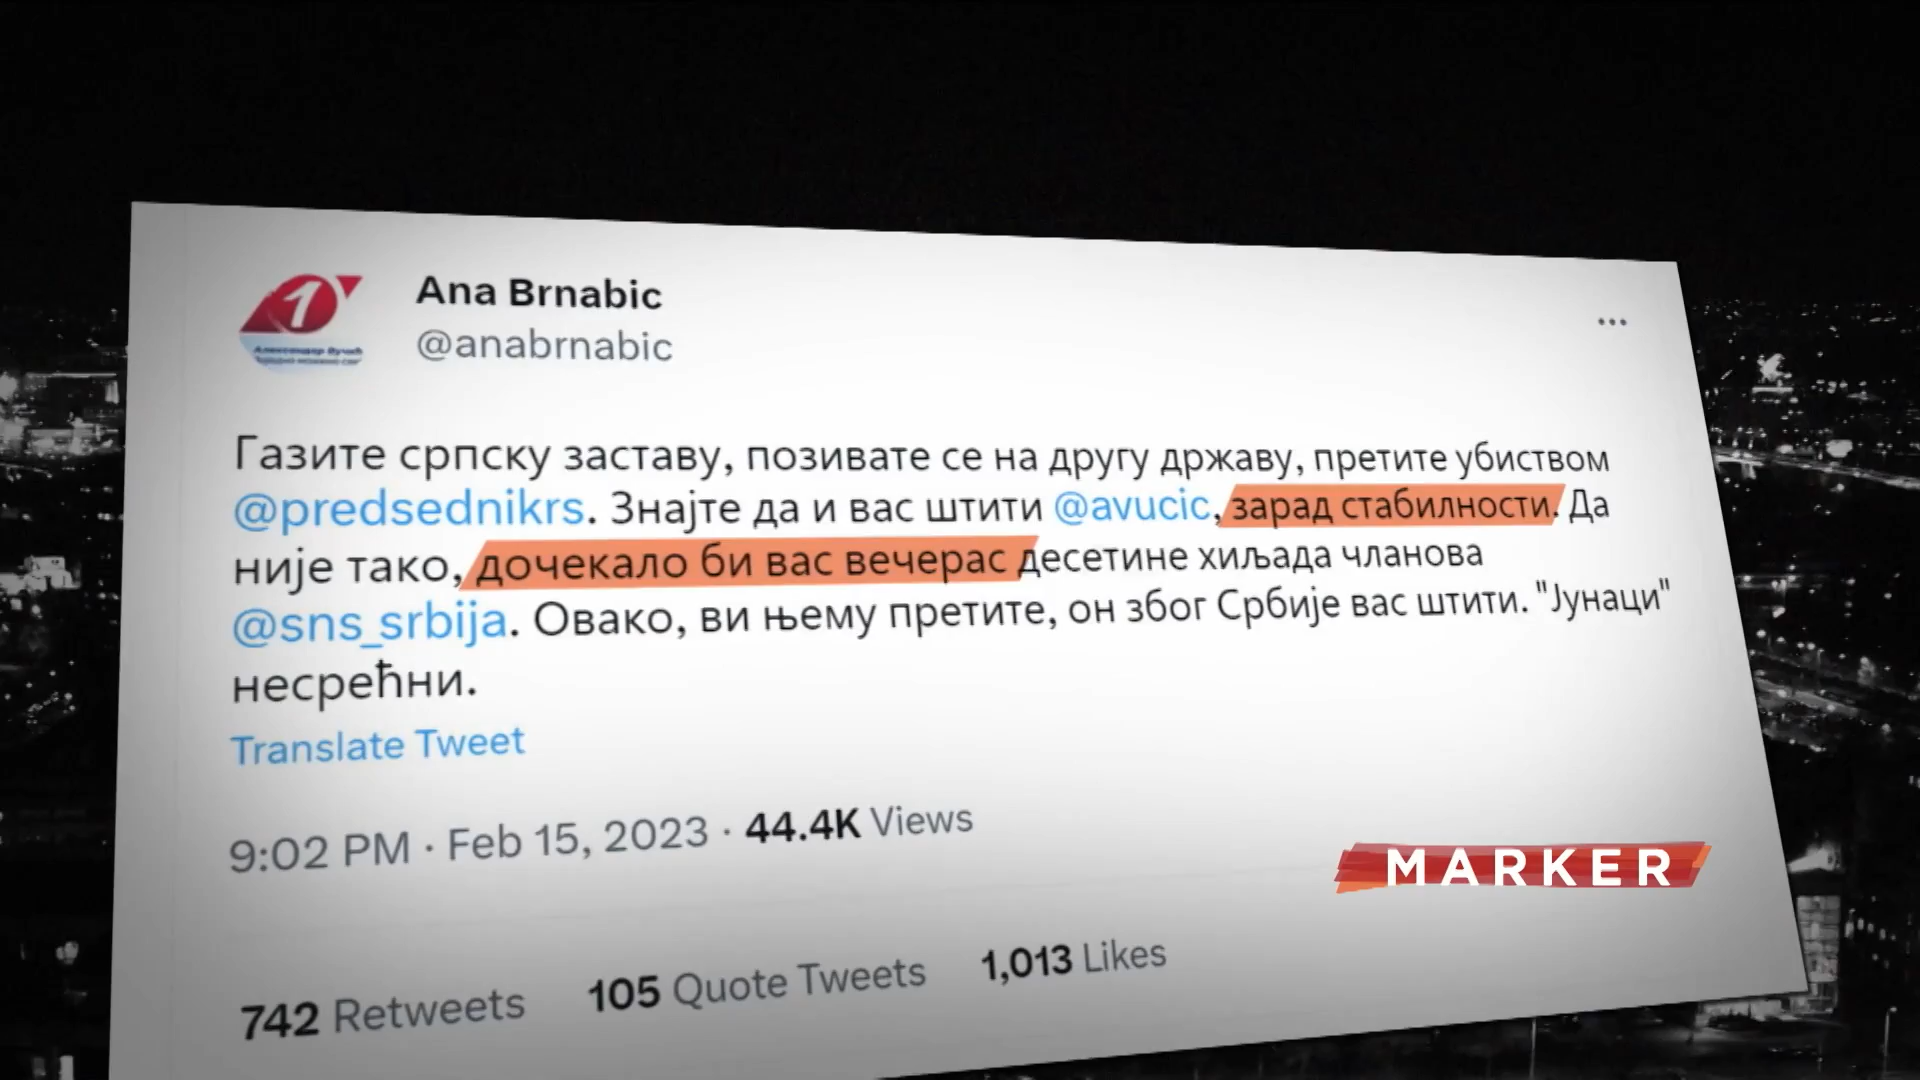 1
Александар Вучић
Ana Brnabic
@anabrnabic
Газите српску заставу, позивате се на другу државу, претите убиством
@predsednikrs. Знајте да и вас штити @avucic, зарад стабилности. Да
није тако, дочекало би вас вечерас десетине хиљада чланова
@sns_srbija. Овако, ви њему претите, он због Србије вас штити. "Јунаци"
несрећни.
Translate Tweet
9:02 PM · Feb 15, 2023 · 44.4K Views
MARKER
742 Retweets 105 Quote Tweets 1,013 Likes